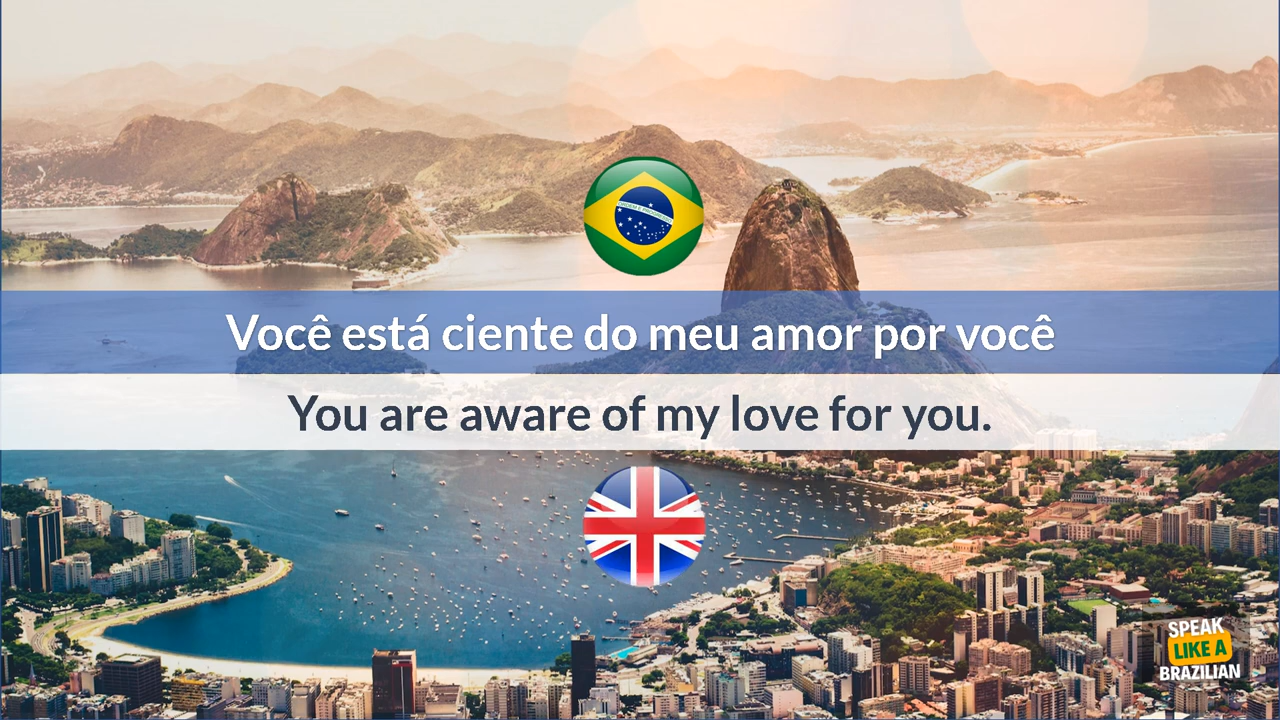 Você está ciente do meu amor por você
You are aware of my love for you.
SPEAK
LIKE A
BRAZILIAN